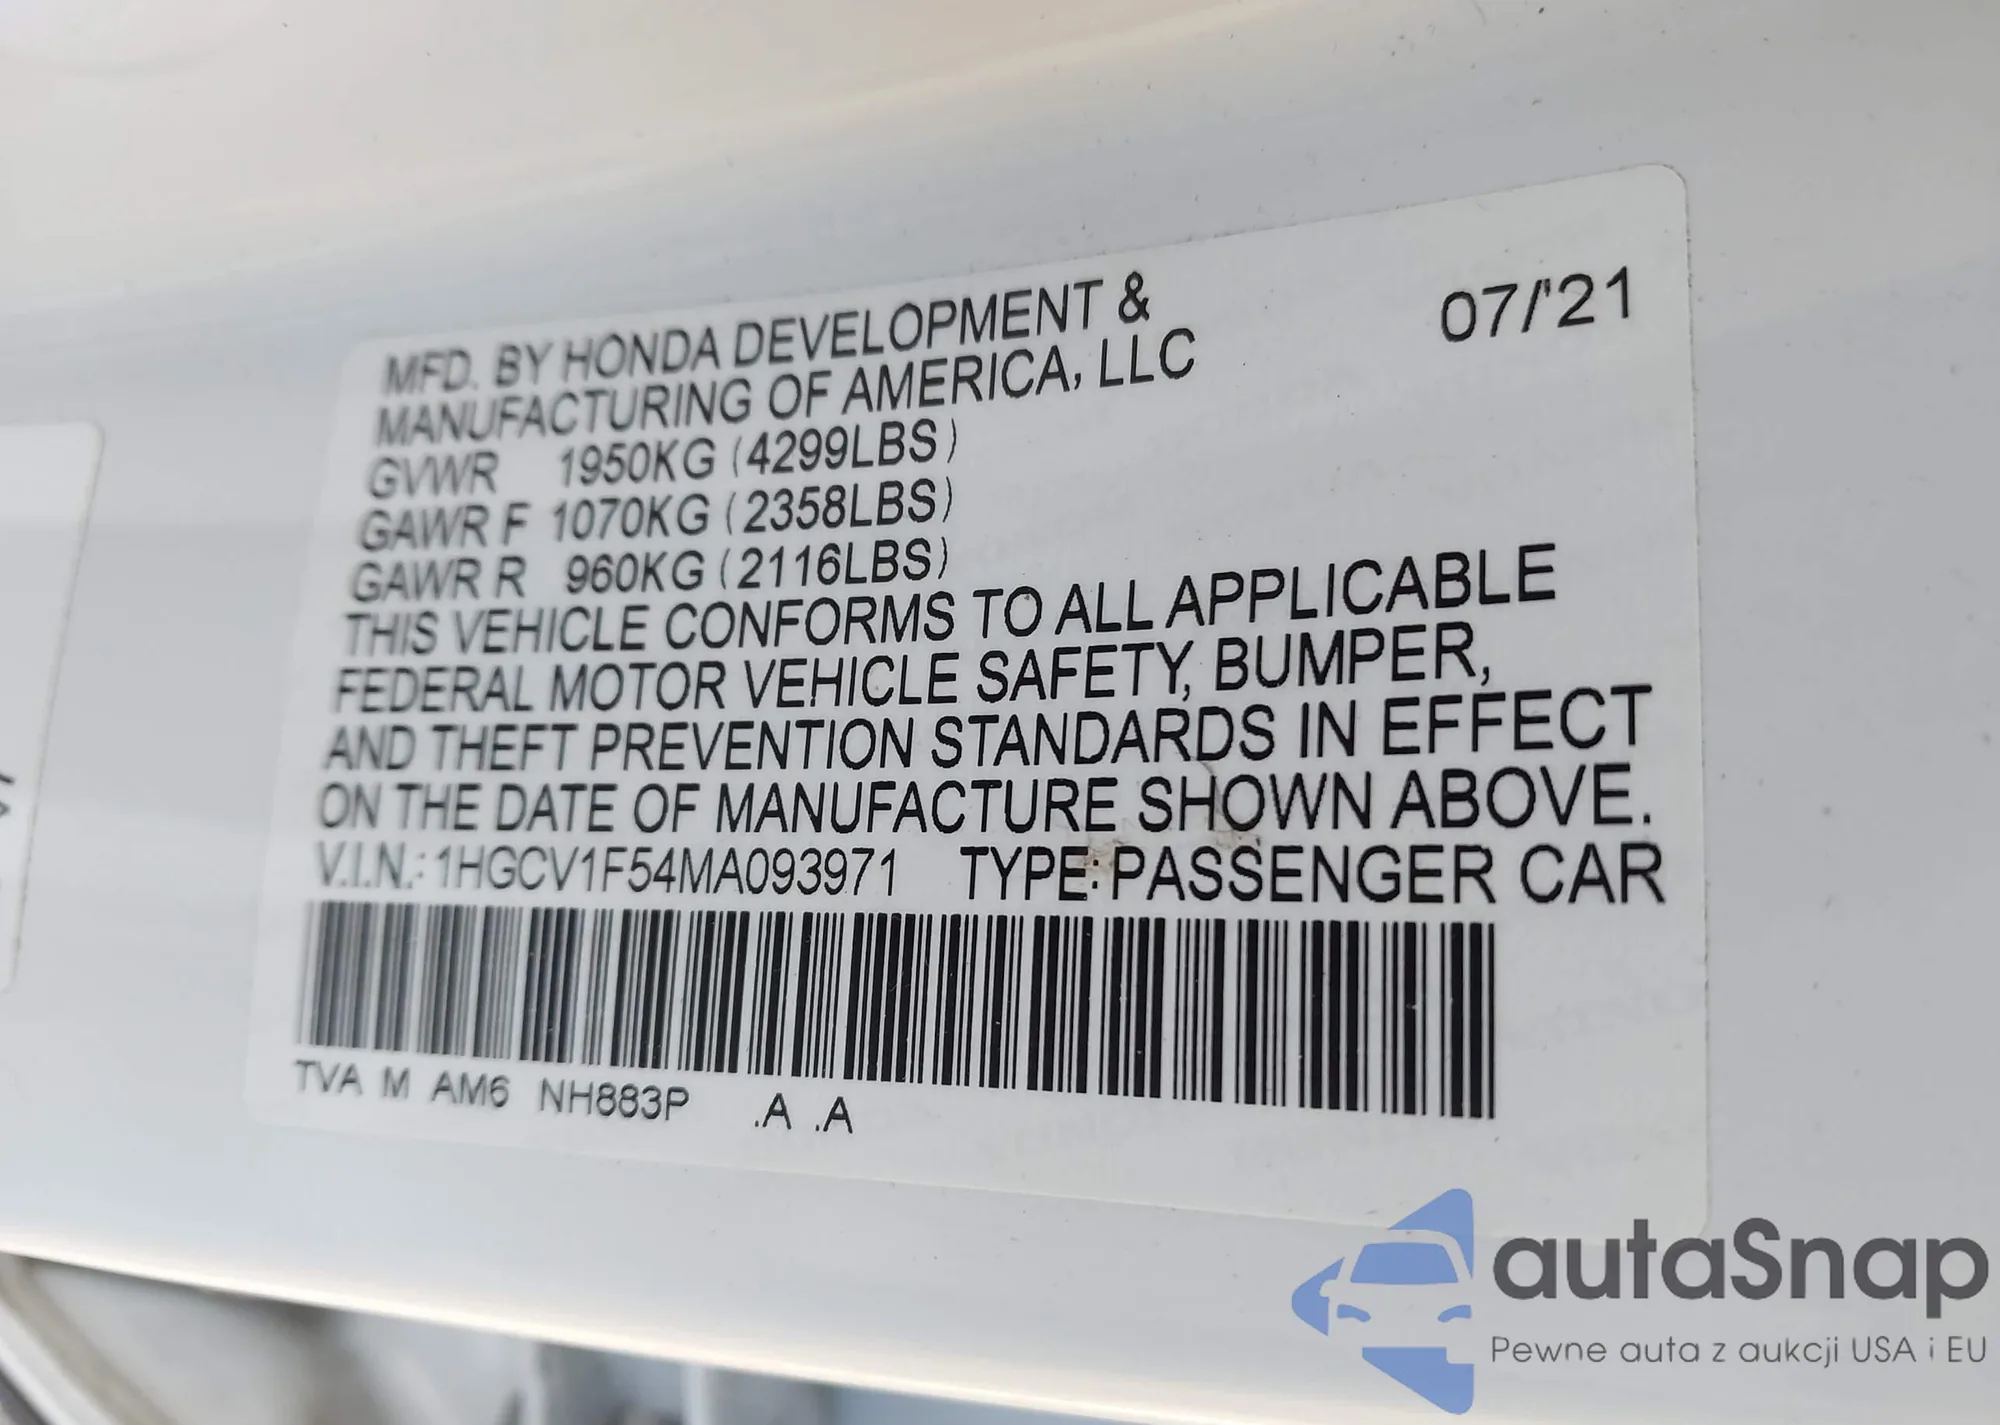 07/'21
MFD. BY HONDA DEVELOPMENT &
MANUFACTURING OF AMERICA, LLC
GVWR 1950KG (4299LBS)
GAWR F 1070KG (2358LBS)
GAWR R 960KG (2116LBS)
THIS VEHICLE CONFORMS TO ALL APPLICABLE
FEDERAL MOTOR VEHICLE SAFETY, BUMPER,
AND THEFT PREVENTION STANDARDS IN EFFECT
ON THE DATE OF MANUFACTURE SHOWN ABOVE.
V.I.N.: 1HGCV1F54MA093971 TYPE: PASSENGER CAR
TVA M AM6 NH883P .A .A
autaSnap
Pewne auta z aukcji USA i EU